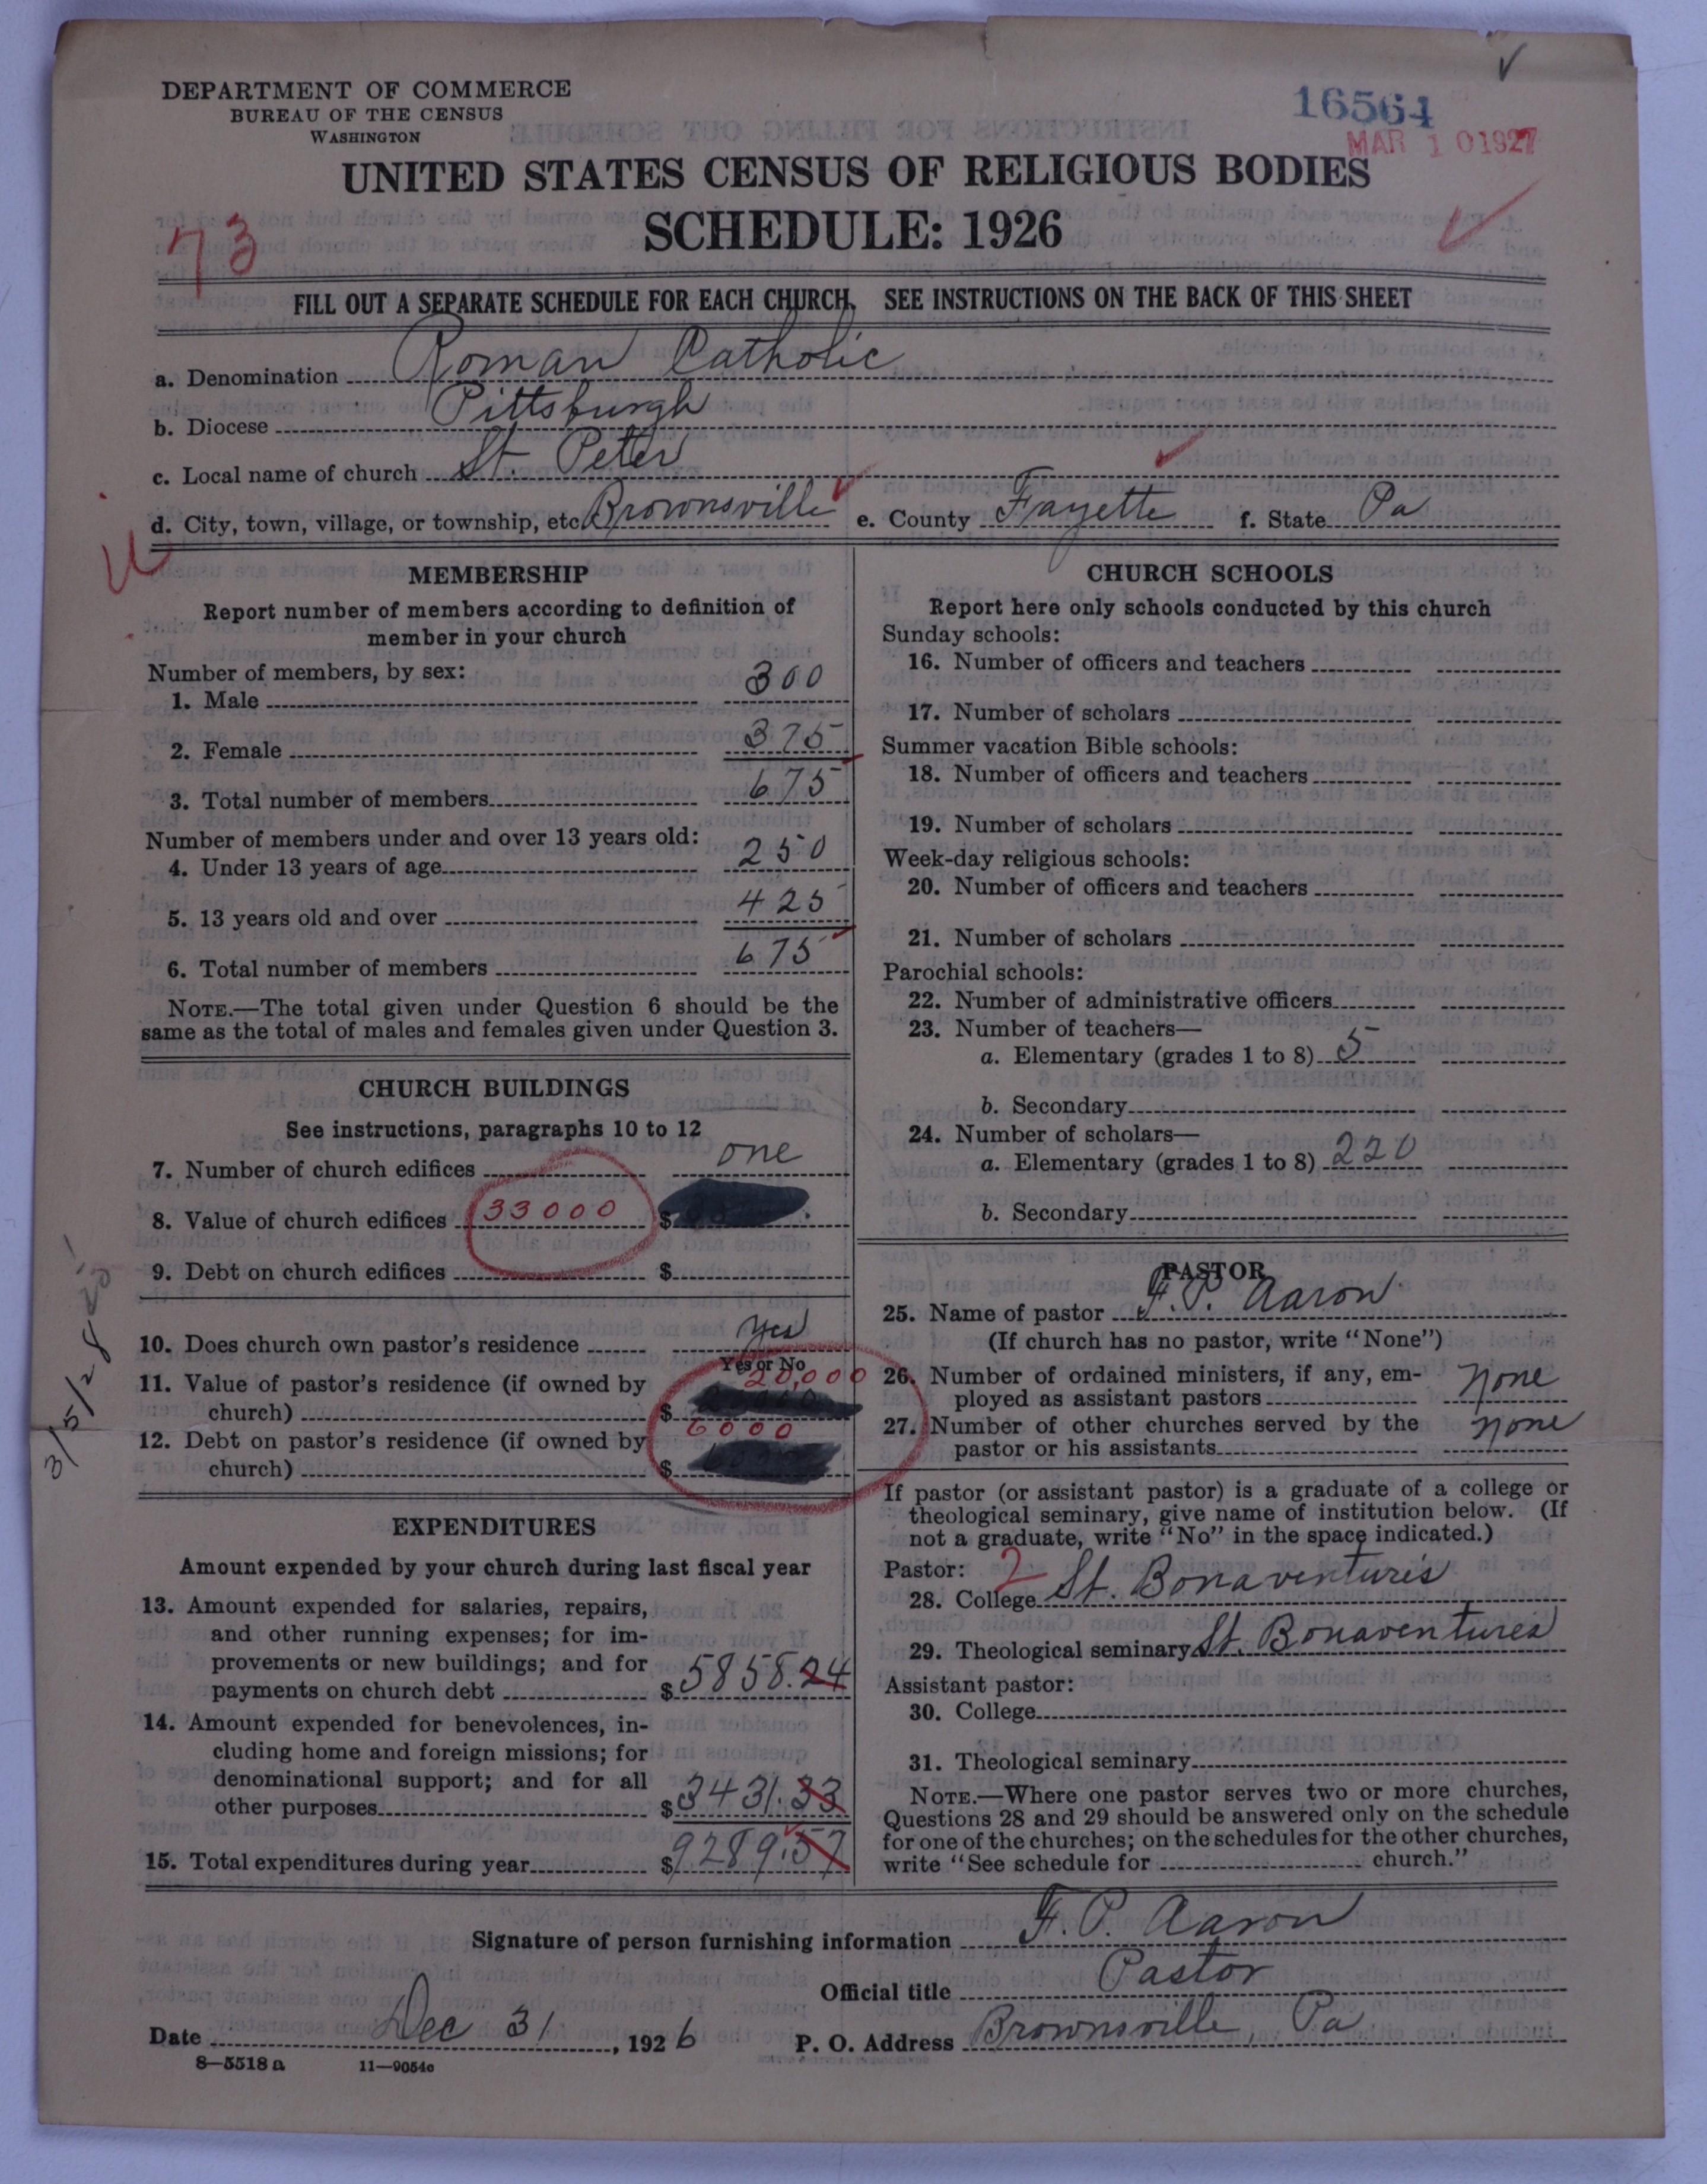 DEPARTMENT OF COMMERCE
BUREAU OF THE CENSUS
WASHINGTON
16564
MAR 10 1927
UNITED STATES CENSUS OF RELIGIOUS BODIES
SCHEDULE: 1926
73
FILL OUT A SEPARATE SCHEDULE FOR EACH CHURCH. SEE INSTRUCTIONS ON THE BACK OF THIS SHEET
a. Denomination Roman Catholic
b. Diocese Pittsburgh
c. Local name of church St. Peter
d. City, town, village, or township, etc. Brownsville e. County Fayette f. State Pa
MEMBERSHIP
Report number of members according to definition of
member in your church
Number of members, by sex:
1. Male 300
2. Female 375
3. Total number of members 675
Number of members under and over 13 years old:
4. Under 13 years of age 250
5. 13 years old and over 425
6. Total number of members 675
NOTE.—The total given under Question 6 should be the
same as the total of males and females given under Question 3.
CHURCH BUILDINGS
See instructions, paragraphs 10 to 12
7. Number of church edifices one
8. Value of church edifices 33000 $
9. Debt on church edifices $
10. Does church own pastor's residence Yes
Yes or No
11. Value of pastor's residence (if owned by 20,000
church) $
12. Debt on pastor's residence (if owned by 6000
church) $
3/5/28
EXPENDITURES
Amount expended by your church during last fiscal year
13. Amount expended for salaries, repairs,
and other running expenses; for im-
provements or new buildings; and for
payments on church debt $5858.24
14. Amount expended for benevolences, in-
cluding home and foreign missions; for
denominational support; and for all
other purposes $3431.33
15. Total expenditures during year $9289.57
CHURCH SCHOOLS
Report here only schools conducted by this church
Sunday schools:
16. Number of officers and teachers
17. Number of scholars
Summer vacation Bible schools:
18. Number of officers and teachers
19. Number of scholars
Week-day religious schools:
20. Number of officers and teachers
21. Number of scholars
Parochial schools:
22. Number of administrative officers
23. Number of teachers—
a. Elementary (grades 1 to 8) 5
b. Secondary
24. Number of scholars—
a. Elementary (grades 1 to 8) 220
b. Secondary
PASTOR
25. Name of pastor F. P. Aaron
(If church has no pastor, write "None")
26. Number of ordained ministers, if any, em-
ployed as assistant pastors none
27. Number of other churches served by the
pastor or his assistants none
If pastor (or assistant pastor) is a graduate of a college or
theological seminary, give name of institution below. (If
not a graduate, write "No" in the space indicated.)
Pastor: 2
28. College St. Bonaventure's
29. Theological seminary St. Bonaventures
Assistant pastor:
30. College
31. Theological seminary
NOTE.—Where one pastor serves two or more churches,
Questions 28 and 29 should be answered only on the schedule
for one of the churches; on the schedules for the other churches,
write "See schedule for church."
Signature of person furnishing information F. P. Aaron
Official title Pastor
Date Dec 31, 1926 P. O. Address Brownsville, Pa
8—5518 a 11—9054c